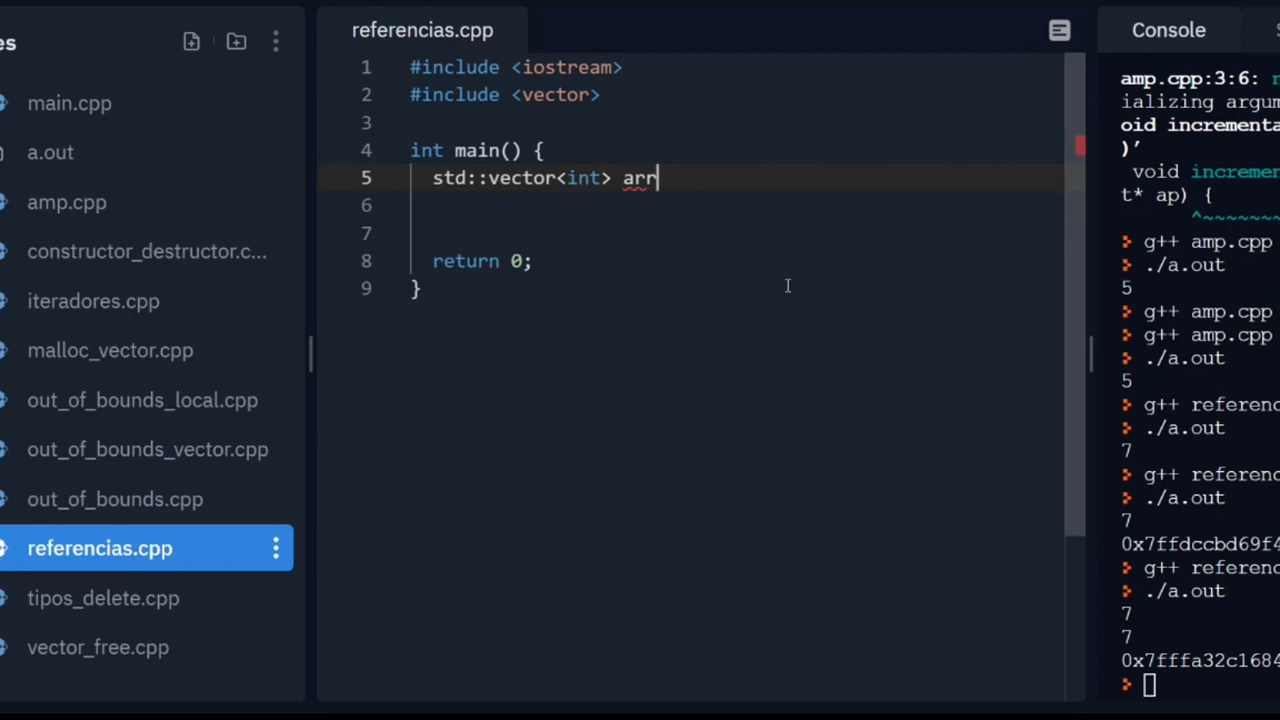 es
main.cpp
a.out
amp.cpp
constructor_destructor.c...
iteradores.cpp
malloc_vector.cpp
out_of_bounds_local.cpp
out_of_bounds_vector.cpp
out_of_bounds.cpp
referencias.cpp
tipos_delete.cpp
vector_free.cpp
referencias.cpp
1 #include <iostream>
2 #include <vector>
3
4 int main() {
5 std::vector<int> arr
6
7
8 return 0;
9 }
Console
amp.cpp:3:6:
ializing argum
oid incrementa
)’
void increme
t* ap) {
^~~~~~~~
g++ amp.cpp
./a.out
5
g++ amp.cpp
g++ amp.cpp
./a.out
5
g++ referenc
./a.out
7
g++ referenc
./a.out
7
0x7ffdccbd69f4
g++ referenc
./a.out
7
7
0x7fffa32c1684